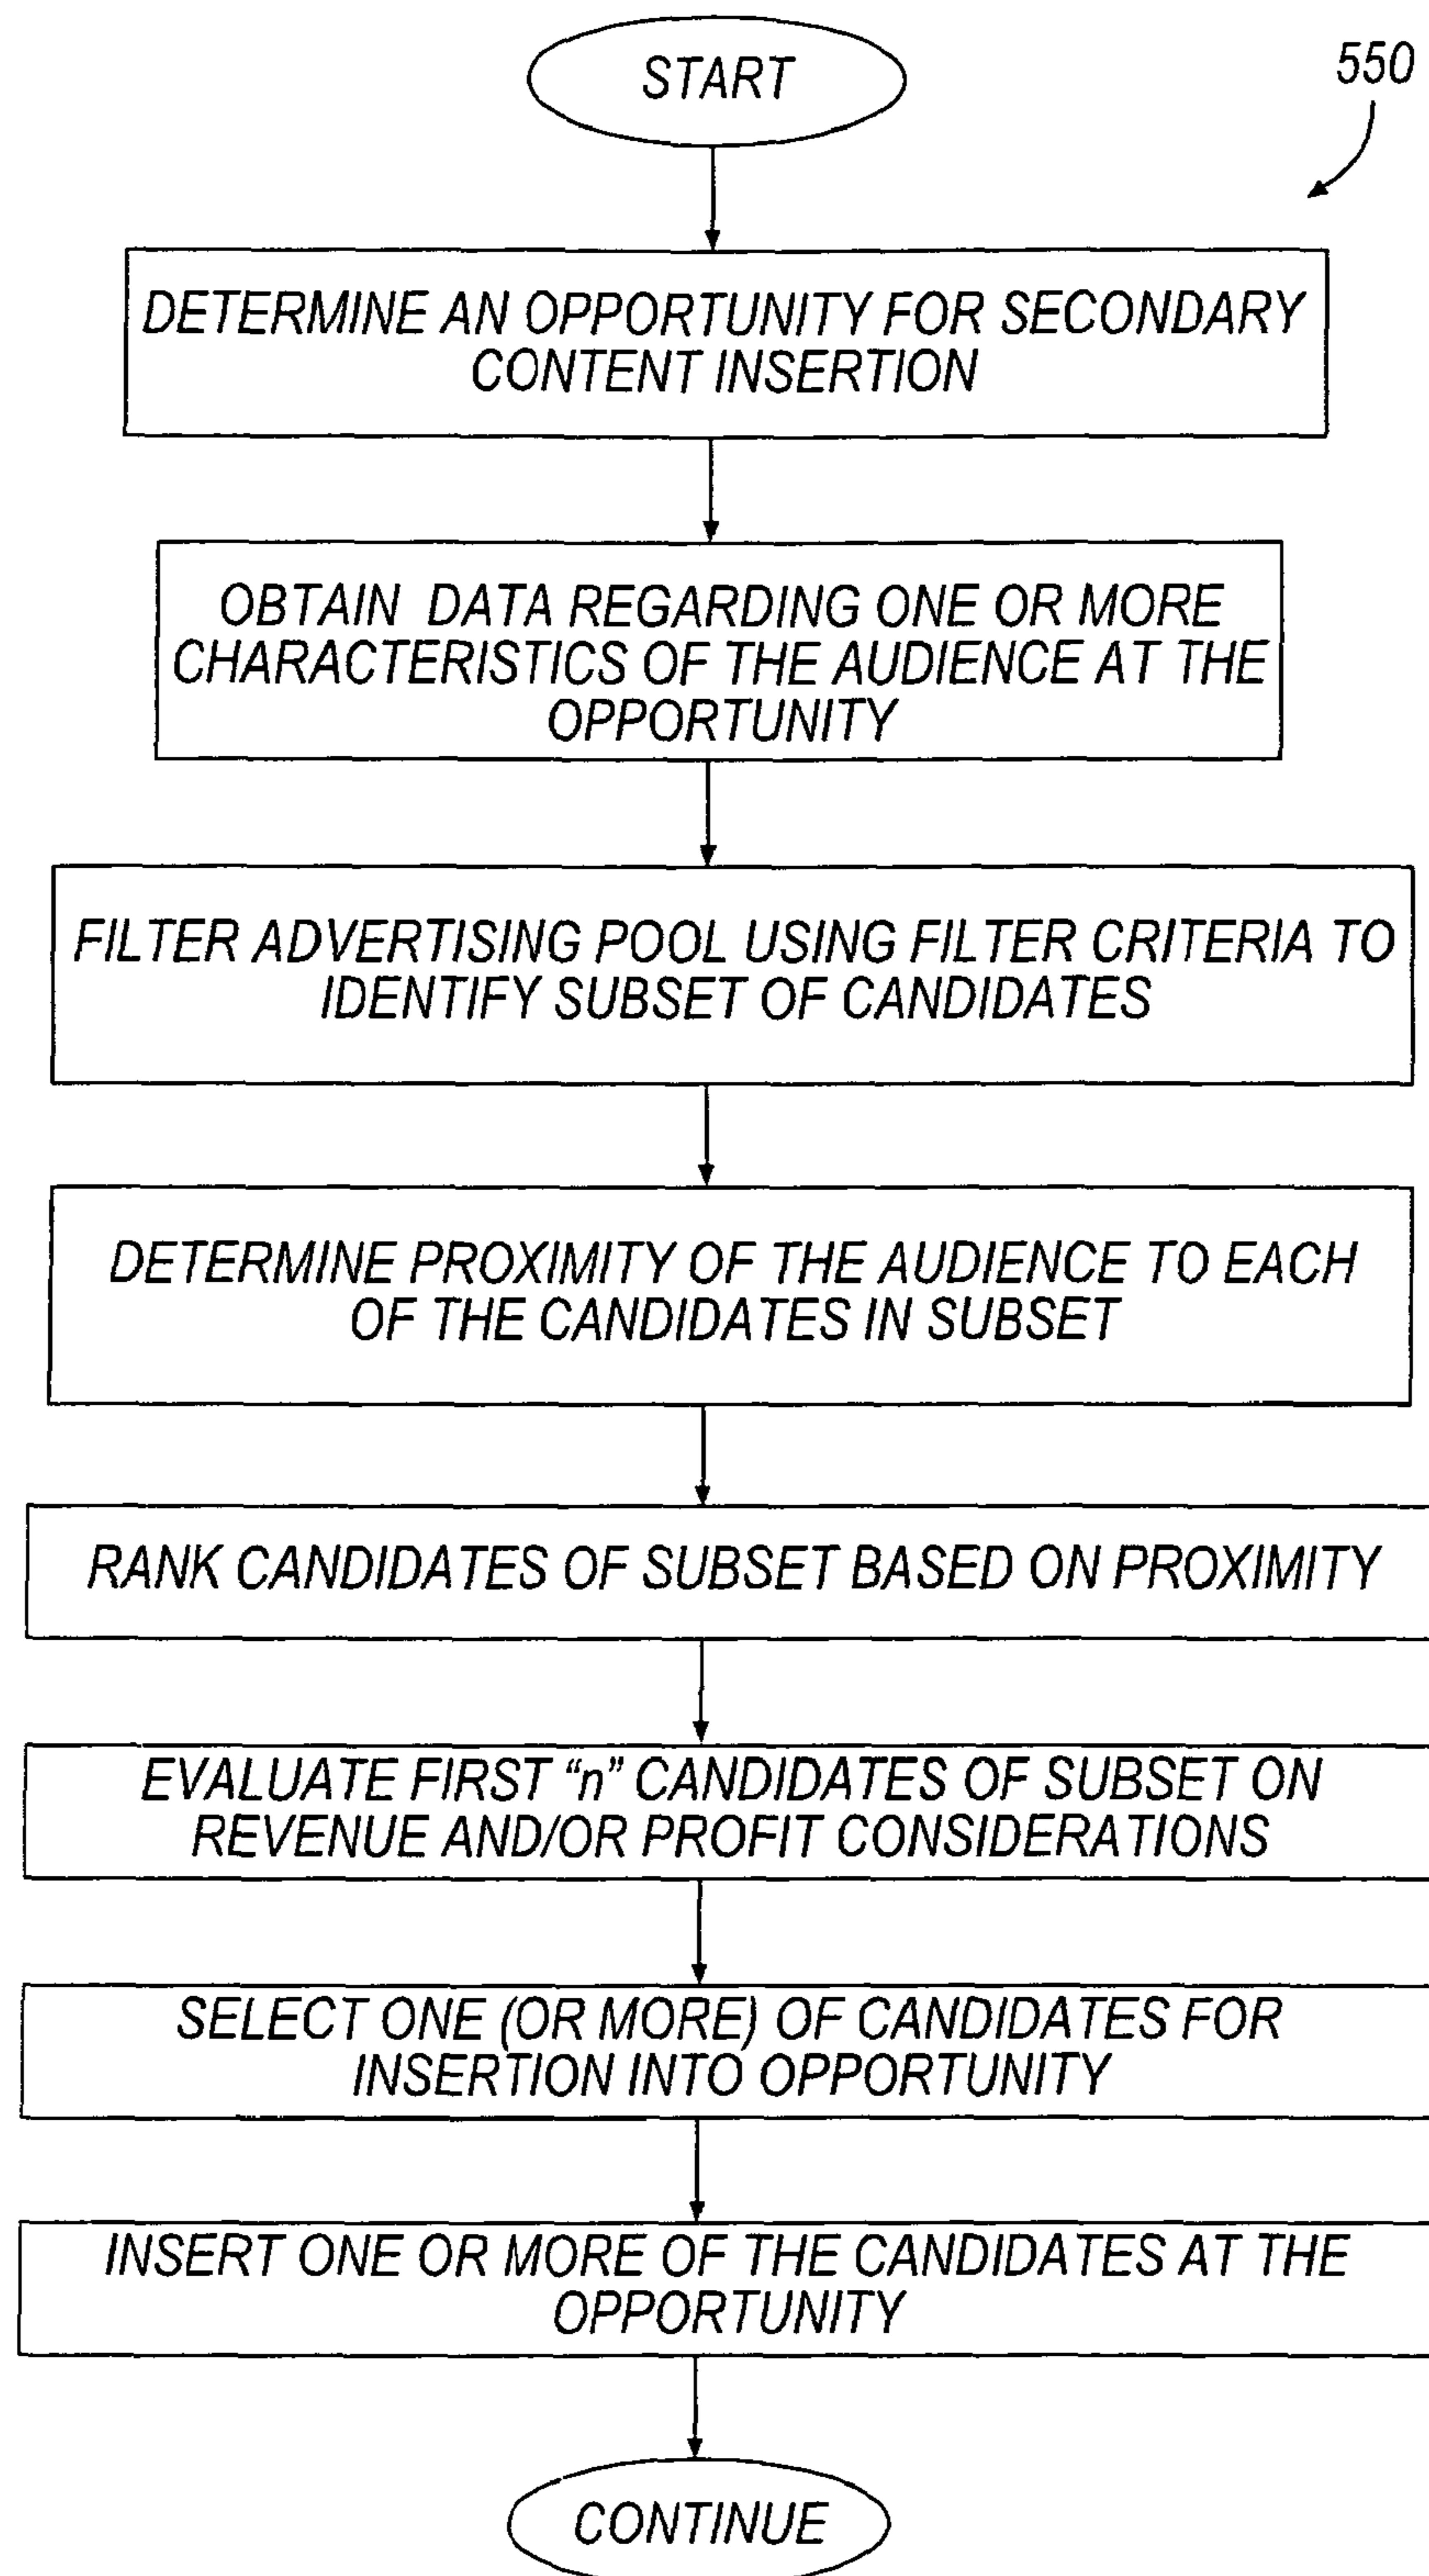 START
550
DETERMINE AN OPPORTUNITY FOR SECONDARY
CONTENT INSERTION
OBTAIN DATA REGARDING ONE OR MORE
CHARACTERISTICS OF THE AUDIENCE AT THE
OPPORTUNITY
FILTER ADVERTISING POOL USING FILTER CRITERIA TO
IDENTIFY SUBSET OF CANDIDATES
DETERMINE PROXIMITY OF THE AUDIENCE TO EACH
OF THE CANDIDATES IN SUBSET
RANK CANDIDATES OF SUBSET BASED ON PROXIMITY
EVALUATE FIRST “n” CANDIDATES OF SUBSET ON
REVENUE AND/OR PROFIT CONSIDERATIONS
SELECT ONE (OR MORE) OF CANDIDATES FOR
INSERTION INTO OPPORTUNITY
INSERT ONE OR MORE OF THE CANDIDATES AT THE
OPPORTUNITY
CONTINUE